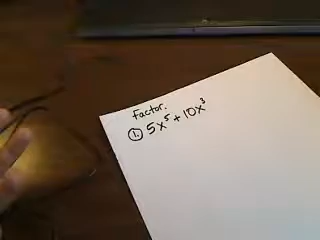 Factor.
1. 5x⁵ + 10x³